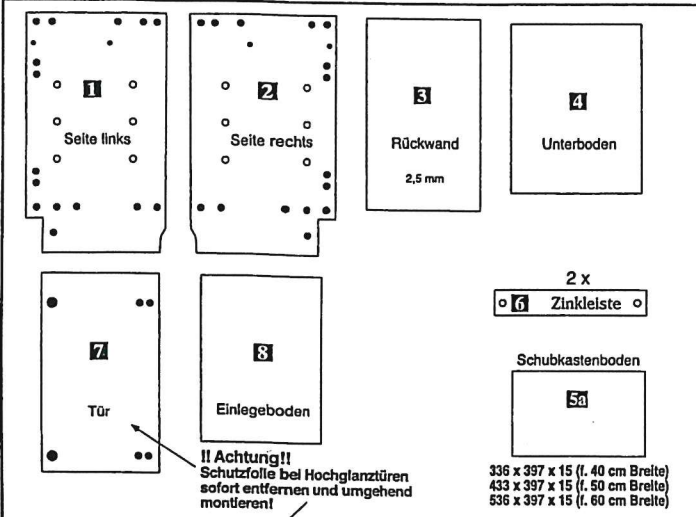 1
Seite links
2
Seite rechts
3
Rückwand
2,5 mm
4
Unterboden
2 x
6 Zinkleiste
7
Tür
8
Einlegeboden
Schubkastenboden
5a
336 x 397 x 15 (f. 40 cm Breite)
433 x 397 x 15 (f. 50 cm Breite)
536 x 397 x 15 (f. 60 cm Breite)
!! Achtung!!
Schutzfolie bei Hochglanztüren
sofort entfernen und umgehend
montieren!